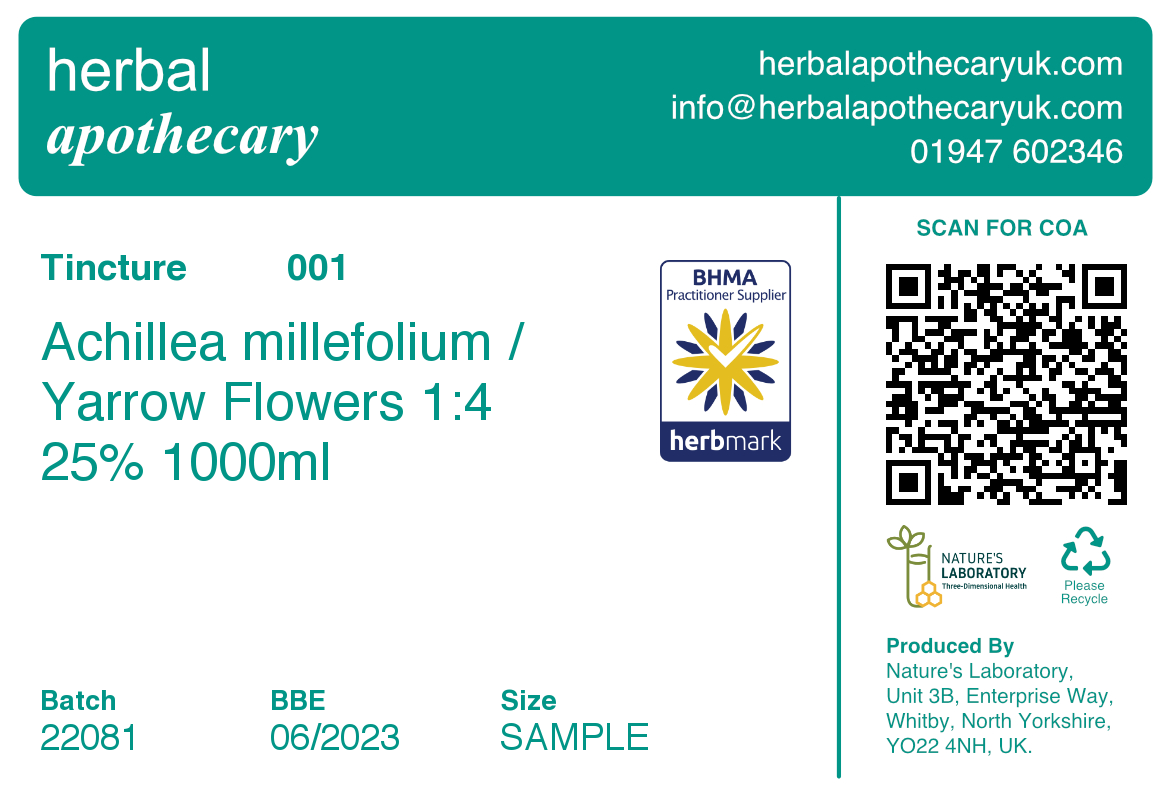 herbal
apothecary
herbalapothecaryuk.com
info@herbalapothecaryuk.com
01947 602346
Tincture 001
Achillea millefolium /
Yarrow Flowers 1:4
25% 1000ml
BHMA
Practitioner Supplier
herbmark
Batch BBE Size
22081 06/2023 SAMPLE
SCAN FOR COA
NATURE'S
LABORATORY
Three-Dimensional Health
Please
Recycle
Produced By
Nature's Laboratory,
Unit 3B, Enterprise Way,
Whitby, North Yorkshire,
YO22 4NH, UK.